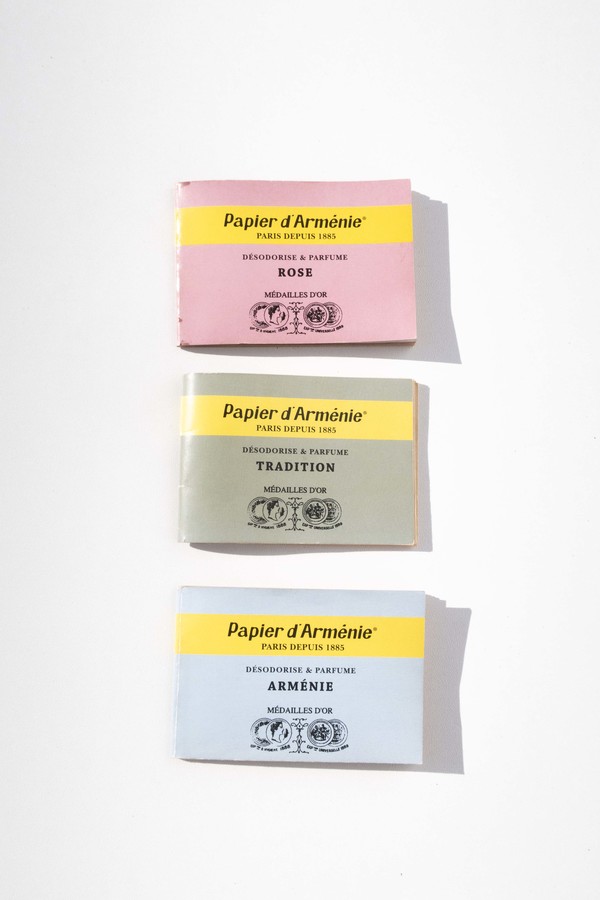 Papier d'Arménie®
PARIS DEPUIS 1885
DÉSODORISE & PARFUME
ROSE
MÉDAILLES D'OR
Papier d'Arménie®
PARIS DEPUIS 1885
DÉSODORISE & PARFUME
TRADITION
MÉDAILLES D'OR
Papier d'Arménie®
PARIS DEPUIS 1885
DÉSODORISE & PARFUME
ARMÉNIE
MÉDAILLES D'OR